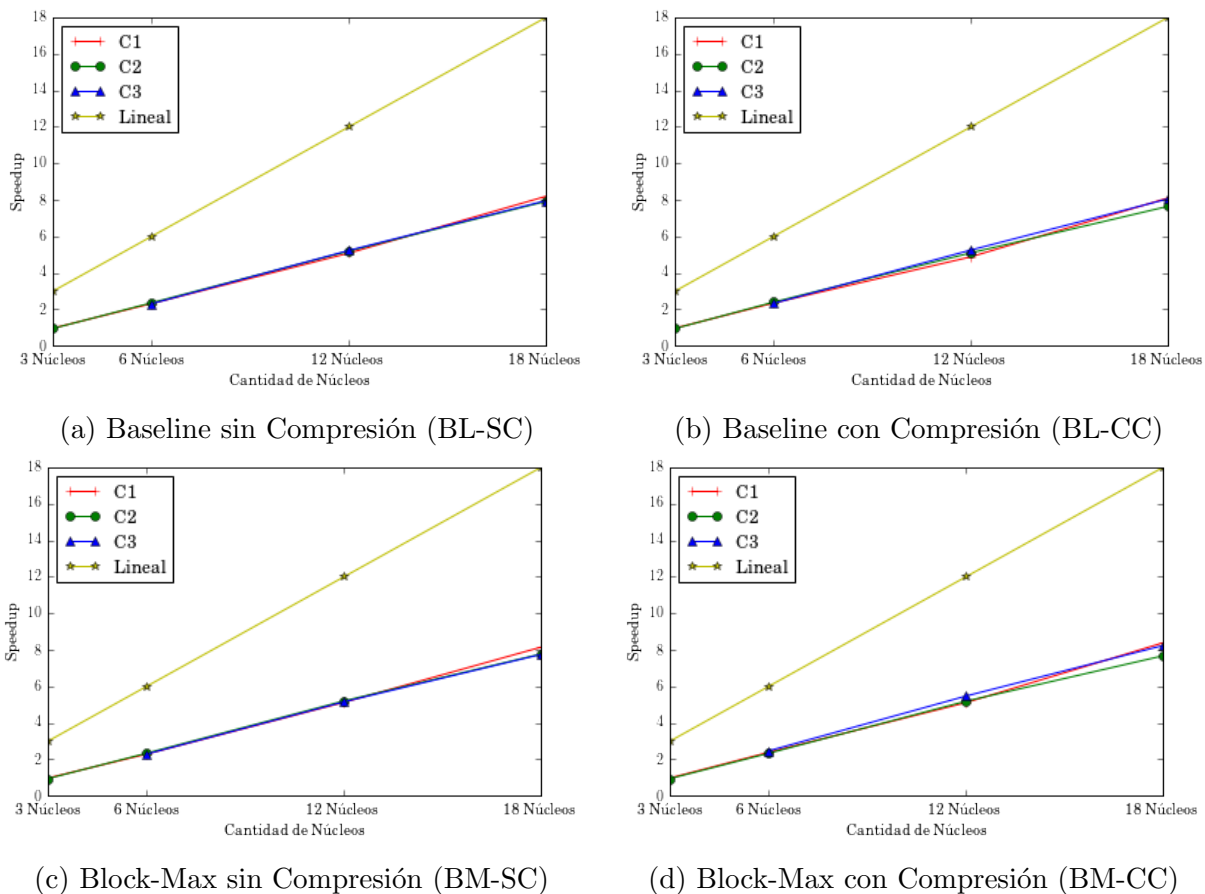 18
16
14
12
10
8
6
4
2
0
Speedup
C1
C2
C3
Lineal
3 Núcleos 6 Núcleos 12 Núcleos 18 Núcleos
Cantidad de Núcleos
(a) Baseline sin Compresión (BL-SC)
18
16
14
12
10
8
6
4
2
0
Speedup
C1
C2
C3
Lineal
3 Núcleos 6 Núcleos 12 Núcleos 18 Núcleos
Cantidad de Núcleos
(b) Baseline con Compresión (BL-CC)
18
16
14
12
10
8
6
4
2
0
Speedup
C1
C2
C3
Lineal
3 Núcleos 6 Núcleos 12 Núcleos 18 Núcleos
Cantidad de Núcleos
(c) Block-Max sin Compresión (BM-SC)
18
16
14
12
10
8
6
4
2
0
Speedup
C1
C2
C3
Lineal
3 Núcleos 6 Núcleos 12 Núcleos 18 Núcleos
Cantidad de Núcleos
(d) Block-Max con Compresión (BM-CC)